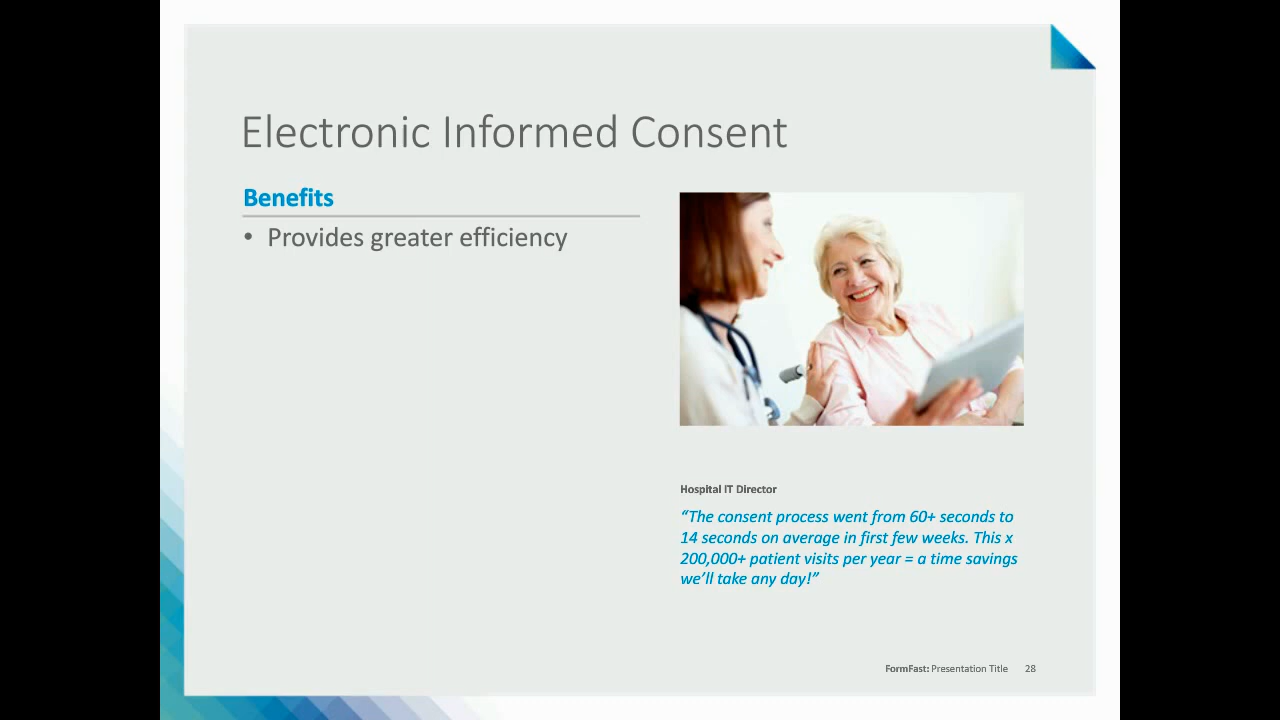 Electronic Informed Consent
Benefits
• Provides greater efficiency
Hospital IT Director
“The consent process went from 60+ seconds to
14 seconds on average in first few weeks. This x
200,000+ patient visits per year = a time savings
we’ll take any day!”
FormFast: Presentation Title 28